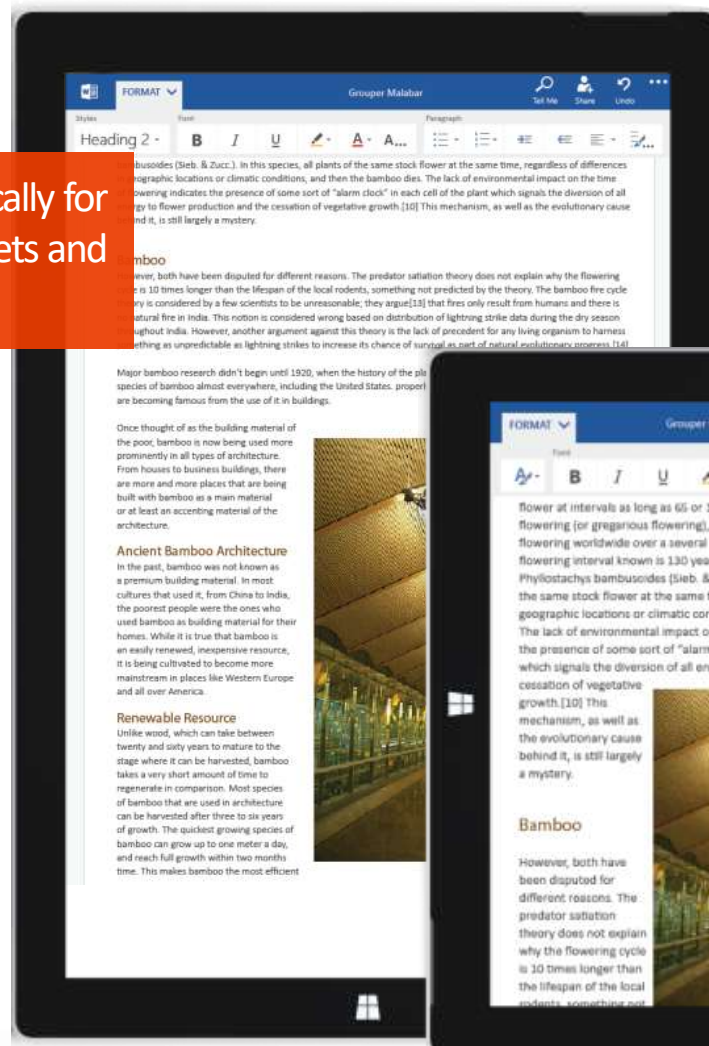 cally for
ets and
FORMAT
Grouper Malabar
Tell Me
Share
Undo
Styles
Font
Paragraph
Heading 2
B I U A A...
bambusoides (Sieb. & Zucc.). In this species, all plants of the same stock flower at the same time, regardless of differences
geographic locations or climatic conditions, and then the bamboo dies. The lack of environmental impact on the time
flowering indicates the presence of some sort of "alarm clock" in each cell of the plant which signals the diversion of all
energy to flower production and the cessation of vegetative growth.[10] This mechanism, as well as the evolutionary cause
behind it, is still largely a mystery.
Bamboo
However, both have been disputed for different reasons. The predator satiation theory does not explain why the flowering
cycle is 10 times longer than the lifespan of the local rodents, something not predicted by the theory. The bamboo fire cycle
theory is considered by a few scientists to be unreasonable; they argue[13] that fires only result from humans and there is
natural fire in India. This notion is considered wrong based on distribution of lightning strike data during the dry season
throughout India. However, another argument against this theory is the lack of precedent for any living organism to harness
something as unpredictable as lightning strikes to increase its chance of survival as part of natural evolutionary progress.[14]
Major bamboo research didn't begin until 1920, when the history of the pla
species of bamboo almost everywhere, including the United States. properl
are becoming famous from the use of it in buildings.
Once thought of as the building material of
the poor, bamboo is now being used more
prominently in all types of architecture.
From houses to business buildings, there
are more and more places that are being
built with bamboo as a main material
or at least an accenting material of the
architecture.
Ancient Bamboo Architecture
In the past, bamboo was not known as
a premium building material. In most
cultures that used it, from China to India,
the poorest people were the ones who
used bamboo as building material for their
homes. While it is true that bamboo is
an easily renewed, inexpensive resource,
it is being cultivated to become more
mainstream in places like Western Europe
and all over America.
Renewable Resource
Unlike wood, which can take between
twenty and sixty years to mature to the
stage where it can be harvested, bamboo
takes a very short amount of time to
regenerate in comparison. Most species
of bamboo that are used in architecture
can be harvested after three to six years
of growth. The quickest growing species of
bamboo can grow up to one meter a day,
and reach full growth within two months
time. This makes bamboo the most efficient
FORMAT
Grouper
Font
A B I U
flower at intervals as long as 65 or 1
flowering (or gregarious flowering),
flowering worldwide over a several
flowering interval known is 130 yea
Phyllostachys bambusoides (Sieb. &
the same stock flower at the same t
geographic locations or climatic con
The lack of environmental impact o
the presence of some sort of "alarm
which signals the diversion of all en
cessation of vegetative
growth.[10] This
mechanism, as well as
the evolutionary cause
behind it, is still largely
a mystery.
Bamboo
However, both have
been disputed for
different reasons. The
predator satiation
theory does not explain
why the flowering cycle
is 10 times longer than
the lifespan of the local
rodents, something not